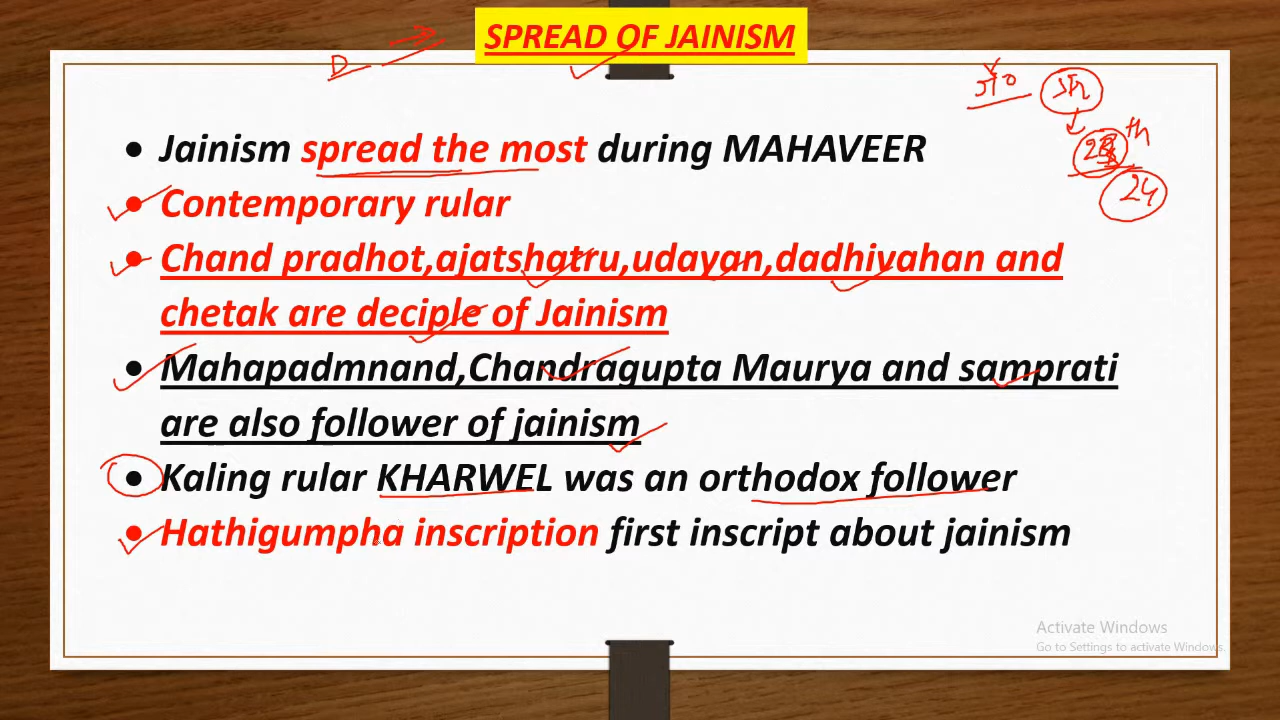 SPREAD OF JAINISM
• Jainism spread the most during MAHAVEER
• Contemporary rular
• Chand pradhot,ajatshatru,udayan,dadhivahan and
chetak are deciple of Jainism
• Mahapadmnand,Chandragupta Maurya and samprati
are also follower of jainism
• Kaling rular KHARWEL was an orthodox follower
• Hathigumpha inscription first inscript about jainism
24
Activate Windows
Go to Settings to activate Windows.